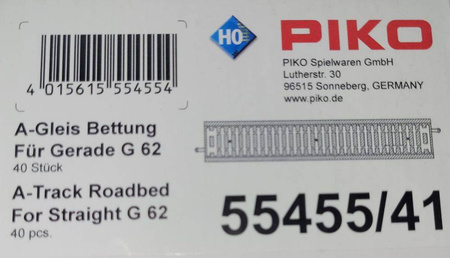 4 015615 554554
H0
PIKO
PIKO Spielwaren GmbH
Lutherstr. 30
96515 Sonneberg, GERMANY
www.piko.de
A-Gleis Bettung
Für Gerade G 62
40 Stück
A-Track Roadbed
For Straight G 62
40 pcs.
55455/41